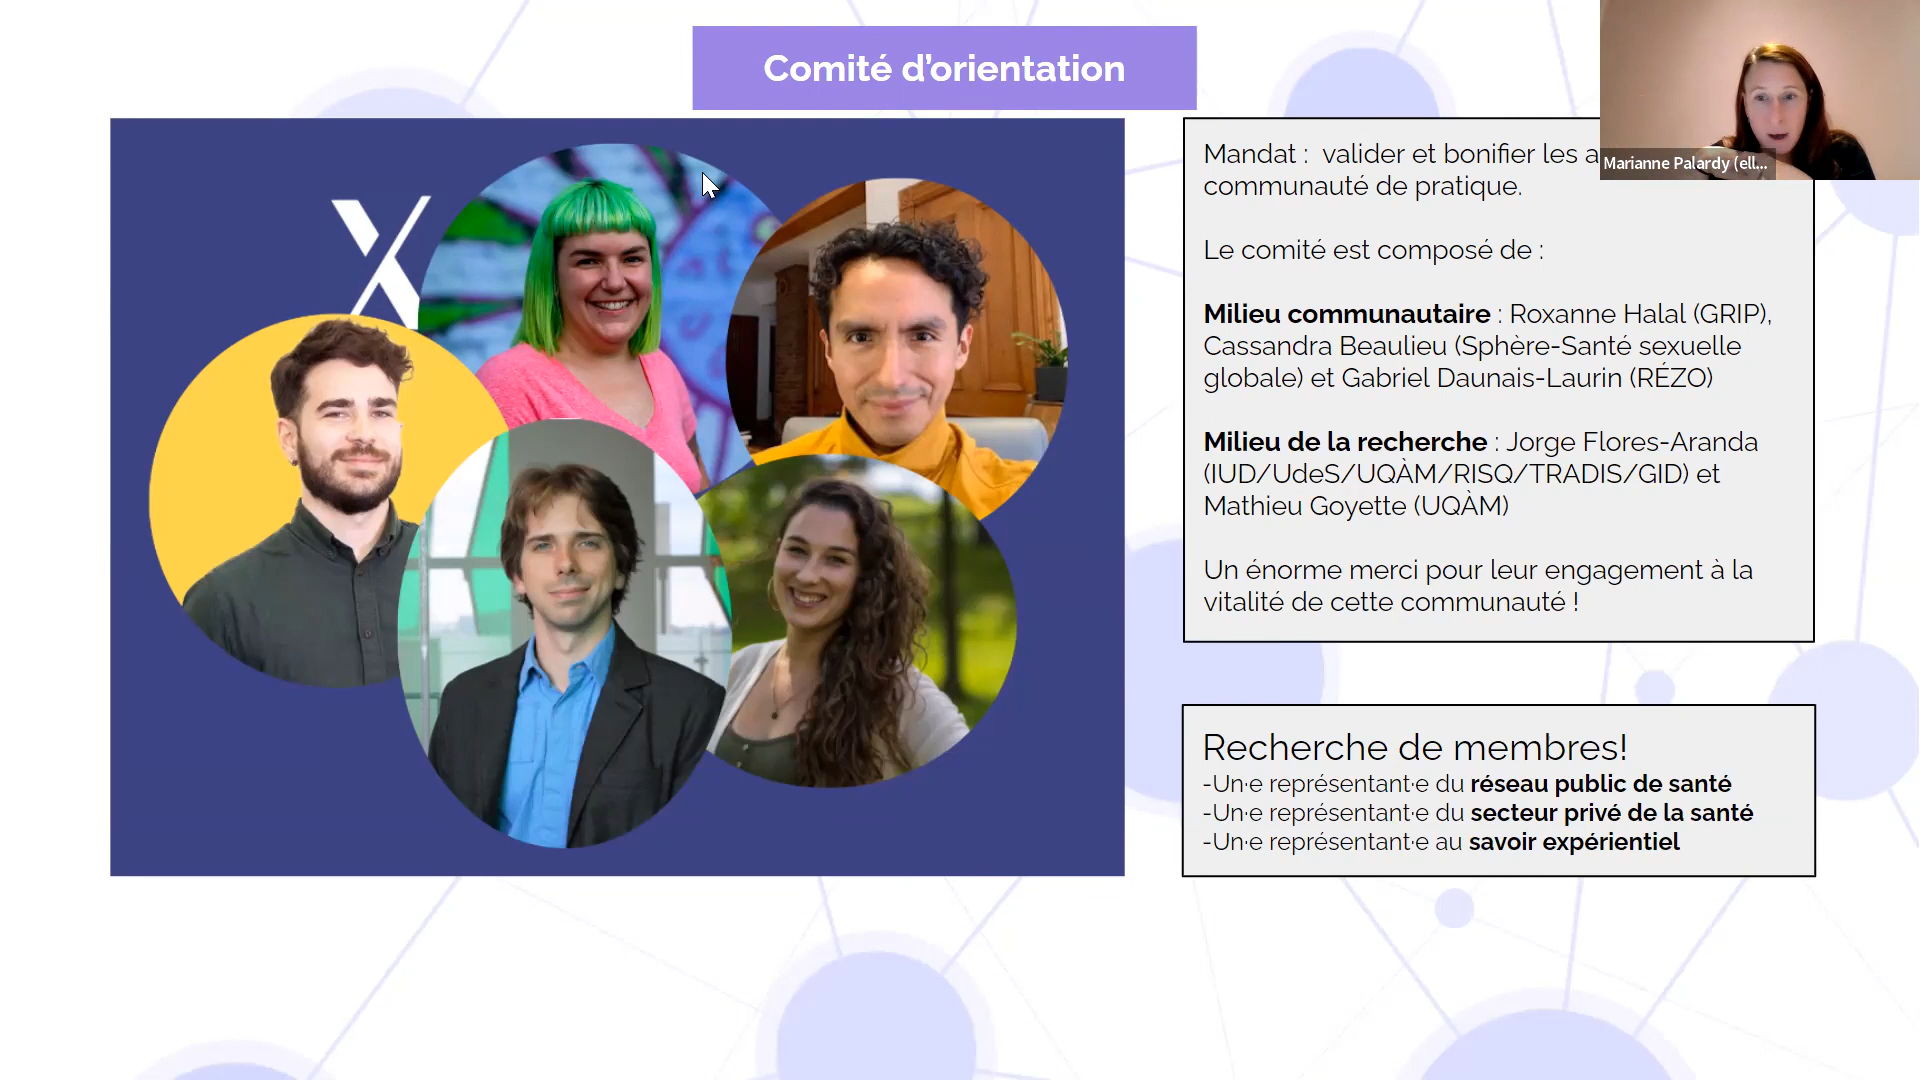 Comité d'orientation
Mandat :  valider et bonifier les
communauté de pratique.
Le comité est composé de :
Milieu communautaire : Roxanne Halal (GRIP),
Cassandra Beaulieu (Sphère-Santé sexuelle
globale) et Gabriel Daunais-Laurin (RÉZO)
Milieu de la recherche : Jorge Flores-Aranda
(IUD/UdeS/UQÀM/RISQ/TRADIS/GID) et
Mathieu Goyette (UQÀM)
Un énorme merci pour leur engagement à la
vitalité de cette communauté !
Recherche de membres!
-Un·e représentant·e du réseau public de santé
-Un·e représentant·e du secteur privé de la santé
-Un·e représentant·e au savoir expérientiel
Marianne Palardy (ell...